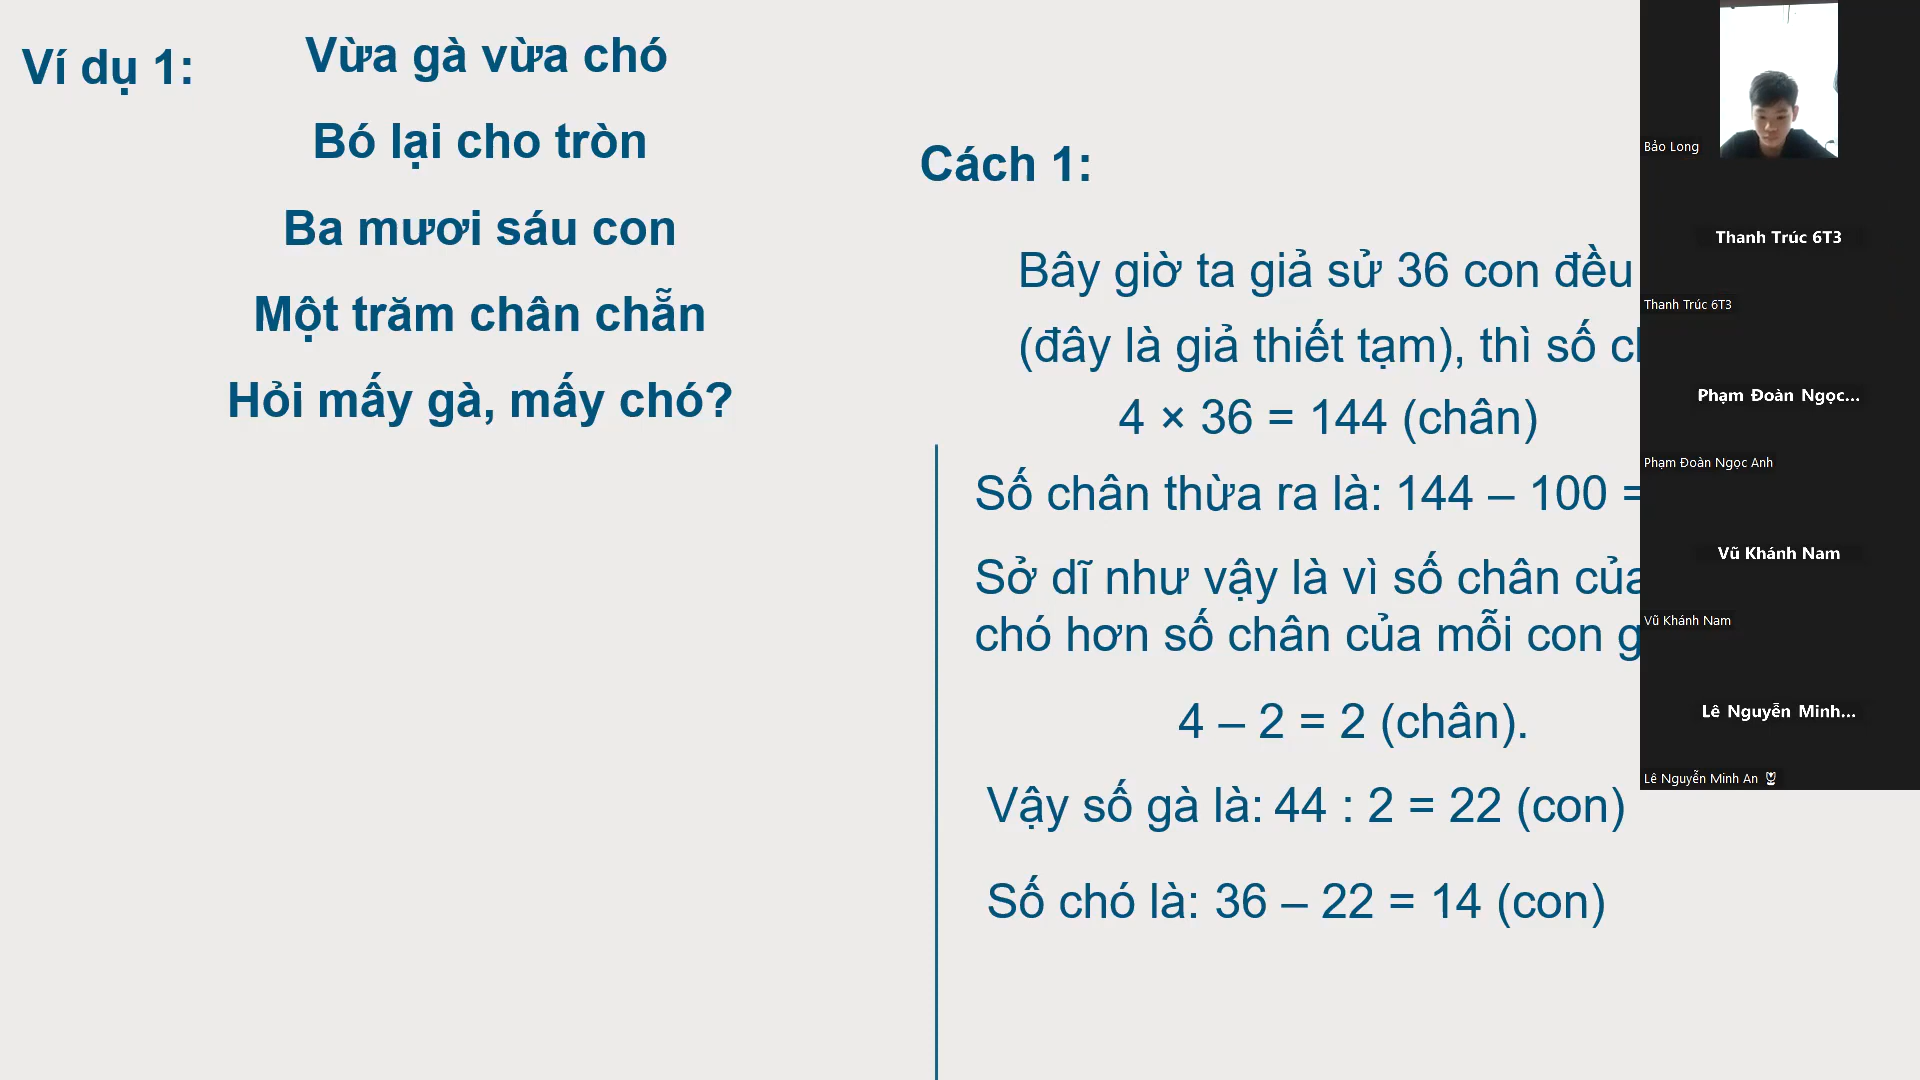 Ví dụ 1:
Vừa gà vừa chó
Bó lại cho tròn
Ba mươi sáu con
Một trăm chân chẵn
Hỏi mấy gà, mấy chó?
Cách 1:
Bây giờ ta giả sử 36 con đều
(đây là giả thiết tạm), thì số
4 × 36 = 144 (chân)
Số chân thừa ra là: 144 – 100 =
Sở dĩ như vậy là vì số chân của
chó hơn số chân của mỗi con
4 – 2 = 2 (chân).
Vậy số gà là: 44 : 2 = 22 (con)
Số chó là: 36 – 22 = 14 (con)
Bảo Long
Thanh Trúc 6T3
Thanh Trúc 6T3
Phạm Đoàn Ngọc...
Phạm Đoàn Ngọc Anh
Vũ Khánh Nam
Vũ Khánh Nam
Lê Nguyễn Minh...
Lê Nguyễn Minh An